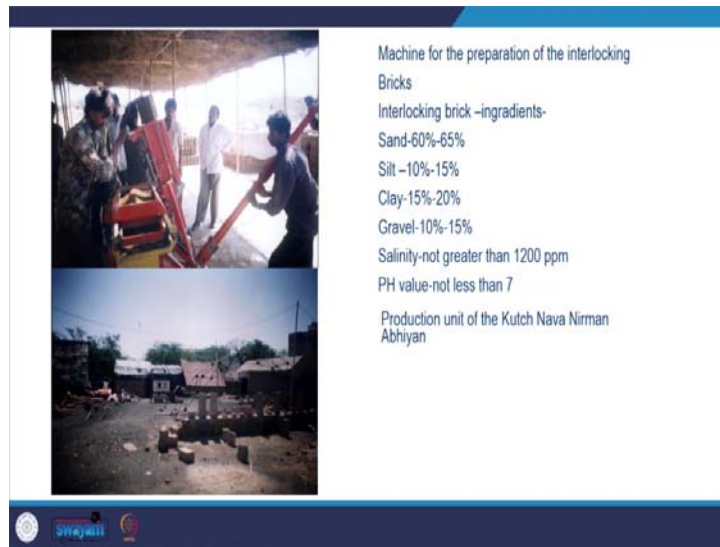 Machine for the preparation of the interlocking
Bricks
Interlocking brick –ingradients-
Sand-60%-65%
Silt –10%-15%
Clay-15%-20%
Gravel-10%-15%
Salinity-not greater than 1200 ppm
PH value-not less than 7
Production unit of the Kutch Nava Nirman
Abhiyan
swayam